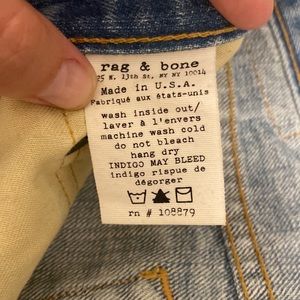 rag & bone
25 W. 13th St, NY NY 10014
Made in U.S.A.
Fabriqué aux états-unis
wash inside out/
laver à l'envers
machine wash cold
do not bleach
hang dry
INDIGO MAY BLEED
indigo risque de
dégorger
rn # 108879